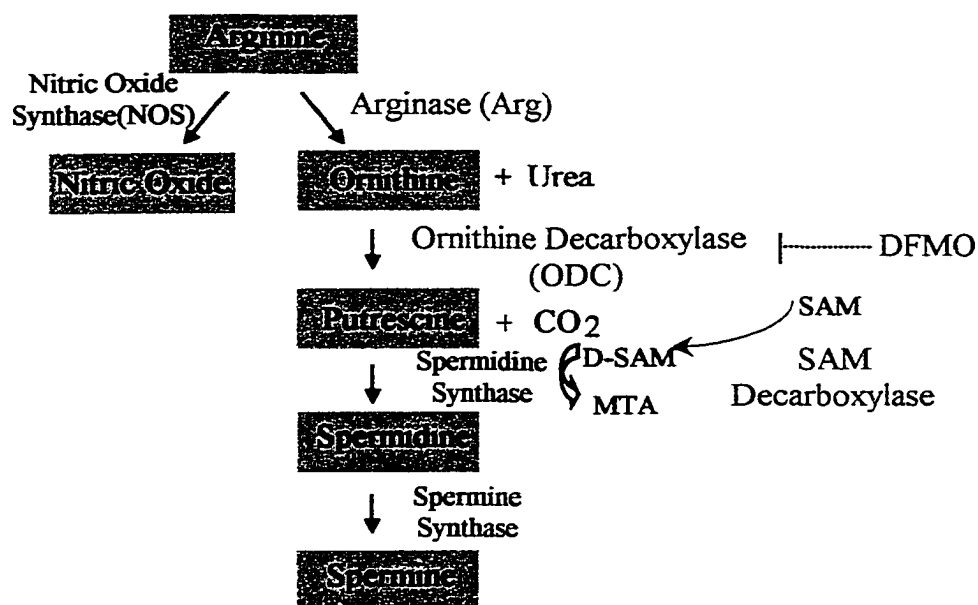 Arginine
Nitric Oxide
Synthase(NOS)
Arginase (Arg)
Nitric Oxide
Ornithine
+ Urea
Ornithine Decarboxylase
(ODC)
DFMO
Putrescine
+ CO2
SAM
Spermidine
Synthase
D-SAM
MTA
SAM
Decarboxylase
Spermidine
Spermine
Synthase
Spermine